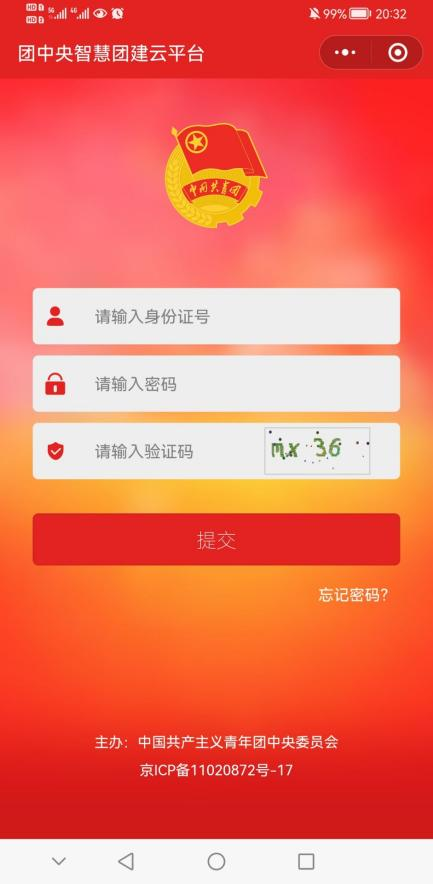 99% 20:32
团中央智慧团建云平台
中国共青团
请输入身份证号
请输入密码
请输入验证码 mx 36
提交
忘记密码?
主办：中国共产主义青年团中央委员会
京ICP备11020872号-17